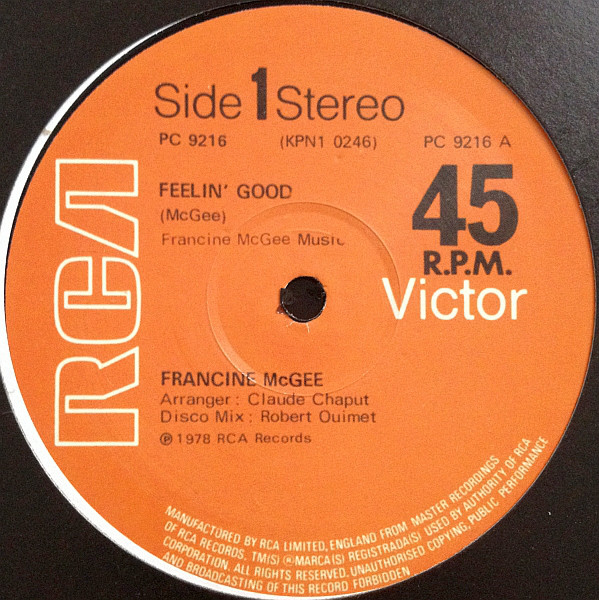 Side 1 Stereo
PC 9216 (KPN1 0246) PC 9216 A
FEELIN' GOOD
(McGee)
Francine McGee Music
45
R.P.M.
Victor
RCA
FRANCINE McGEE
Arranger : Claude Chaput
Disco Mix : Robert Ouimet
℗ 1978 RCA Records
MANUFACTURED BY RCA LIMITED, ENGLAND FROM MASTER RECORDINGS
OF RCA RECORDS. TM(S) ® MARCA(S) REGISTRADA(S) USED BY AUTHORITY OF RCA
CORPORATION. ALL RIGHTS RESERVED. UNAUTHORISED COPYING, PUBLIC PERFORMANCE
AND BROADCASTING OF THIS RECORD FORBIDDEN